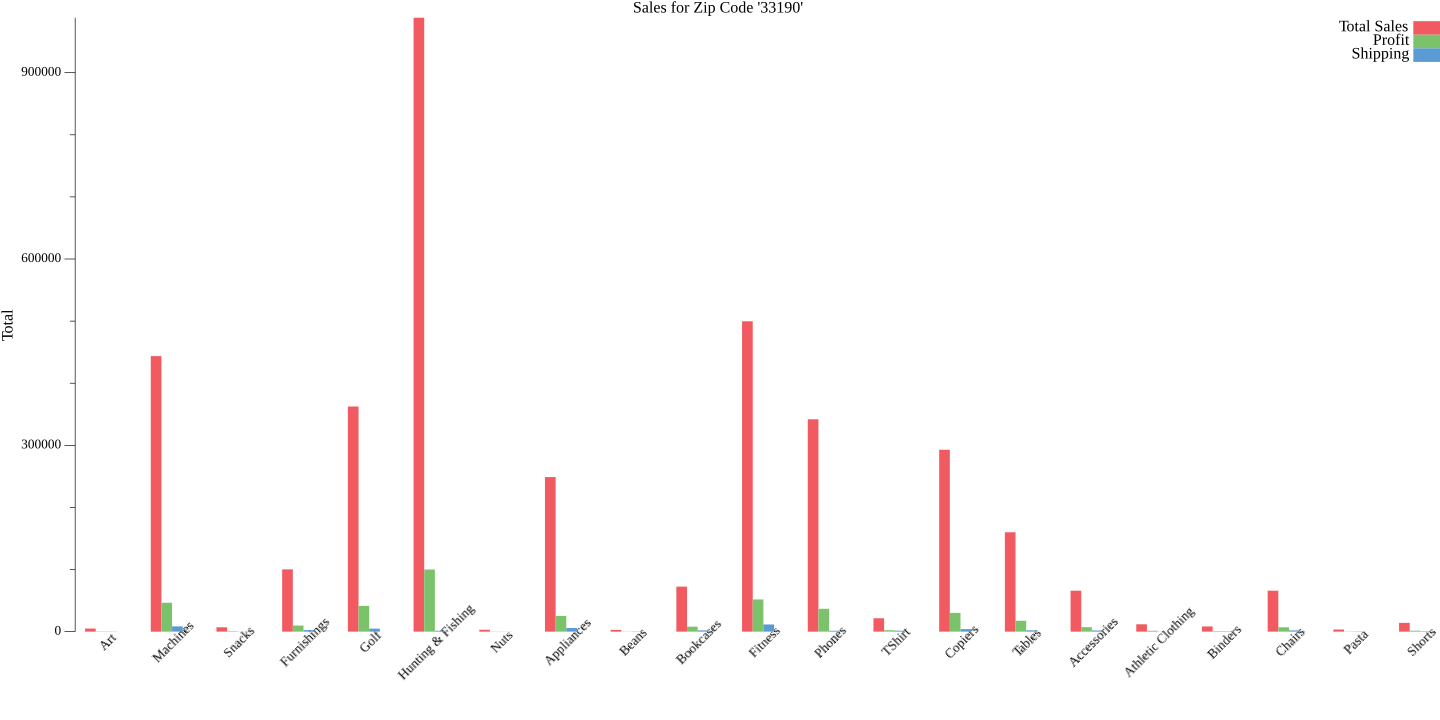 Sales for Zip Code '33190'
Total Sales
Profit
Shipping
900000
600000
300000
0
Total
Art
Machines
Snacks
Furnishings
Golf
Hunting & Fishing
Nuts
Appliances
Beans
Bookcases
Fitness
Phones
TShirt
Copiers
Tables
Accessories
Athletic Clothing
Binders
Chairs
Pasta
Shorts